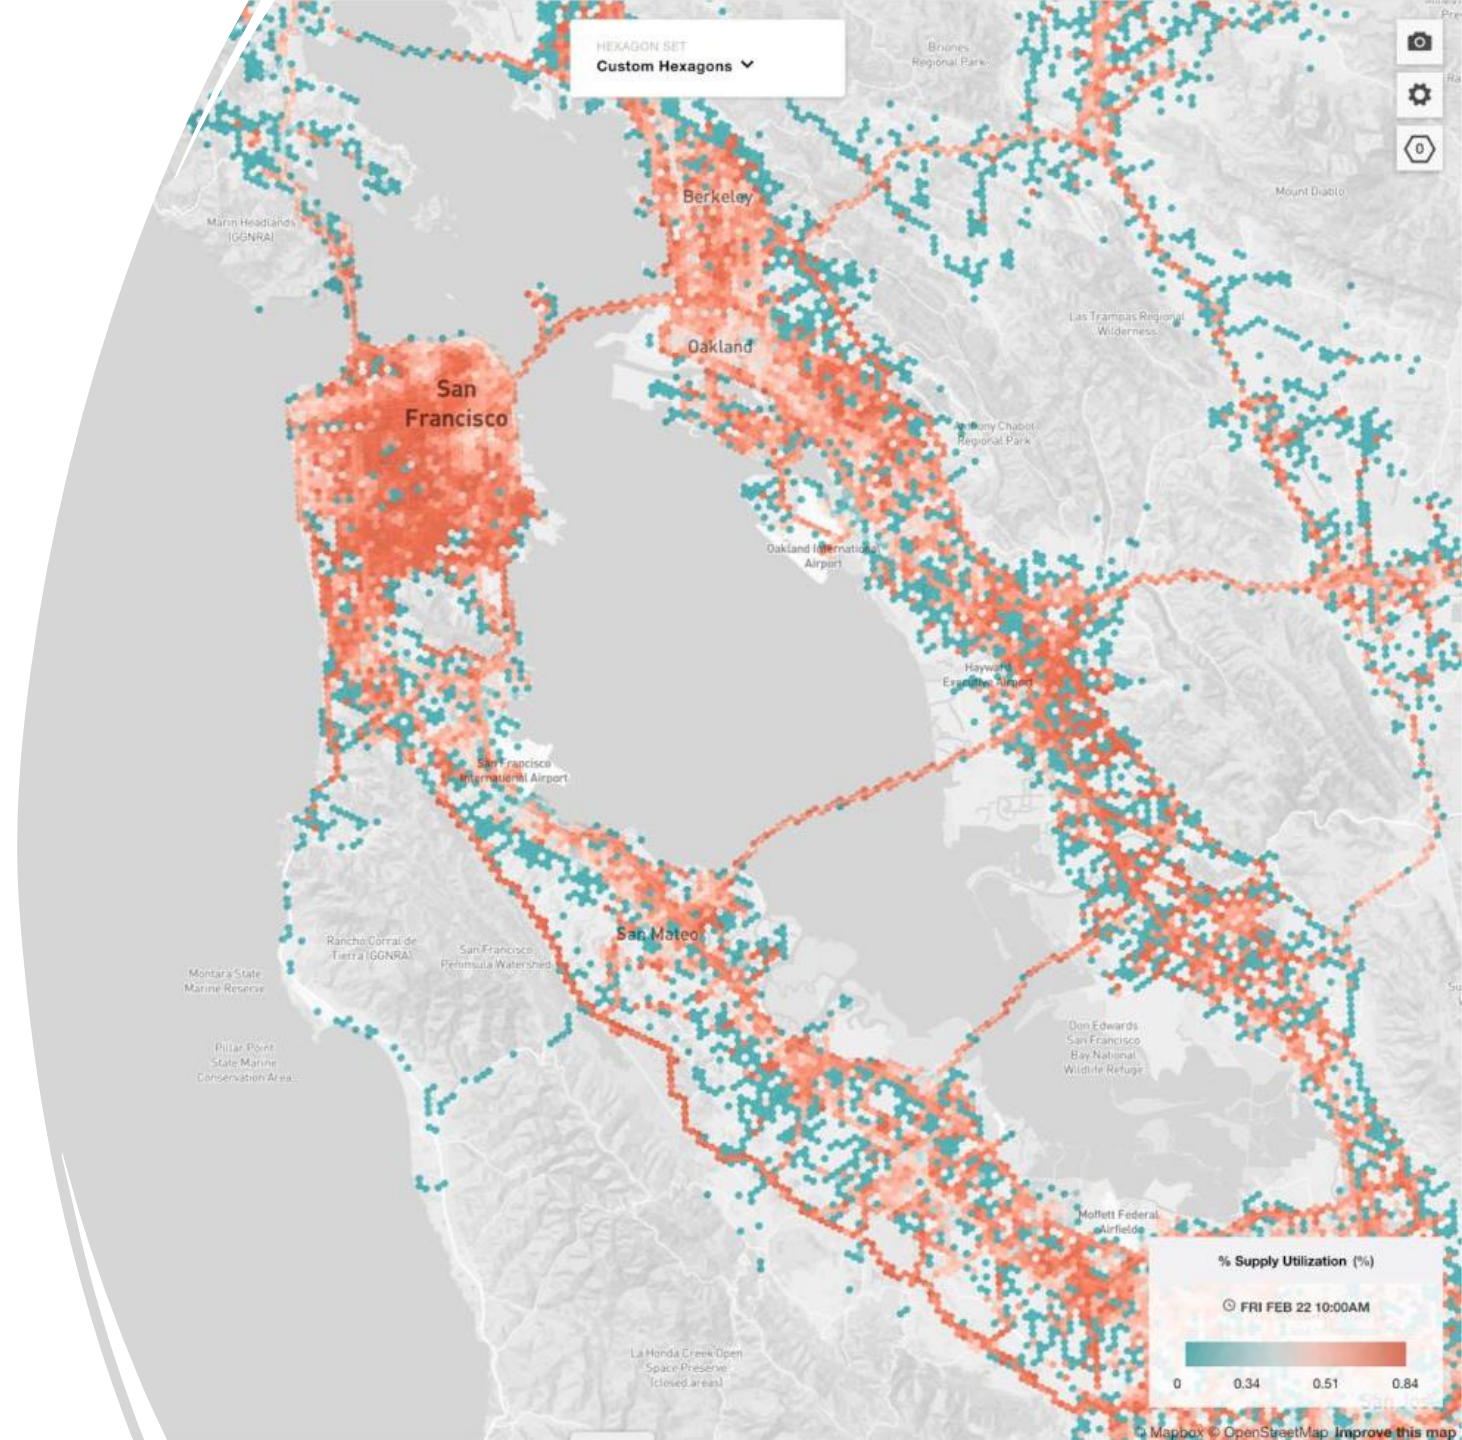 HEXAGON SET
Custom Hexagons
Briones
Regional Park
0
Berkeley
Mount Diablo
Marin Headlands
(GGNRA)
Las Trampas Regional
Wilderness
Oakland
San
Francisco
Anthony Chabot
Regional Park
Oakland International
Airport
Hayward
Executive Airport
San Francisco
International Airport
San Mateo
Rancho Corral de
Tierra (GGNRA)
San Francisco
Peninsula Watershed
Montara State
Marine Reserve
Pillar Point
State Marine
Conservation Area
Don Edwards
San Francisco
Bay National
Wildlife Refuge
Moffett Federal
Airfield
% Supply Utilization (%)
FRI FEB 22 10:00AM
0 0.34 0.51 0.84
La Honda Creek Open
Space Preserve
(closed areas)
San Jose
© Mapbox © OpenStreetMap Improve this map